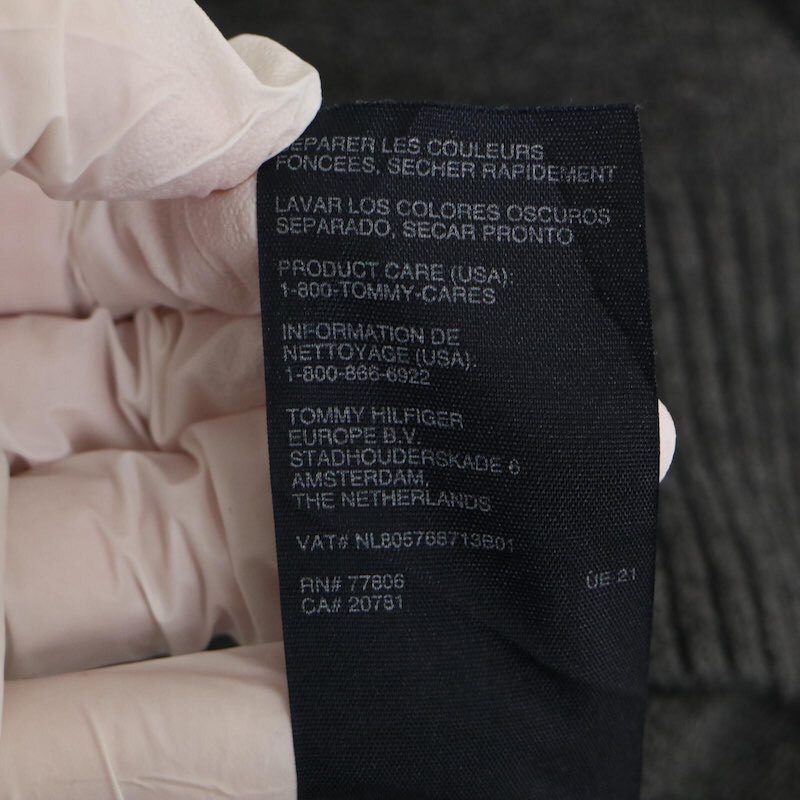 SEPARER LES COULEURS
FONCEES, SECHER RAPIDEMENT
LAVAR LOS COLORES OSCUROS
SEPARADO, SECAR PRONTO
PRODUCT CARE (USA):
1-800-TOMMY-CARES
INFORMATION DE
NETTOYAGE (USA):
1-800-866-6922
TOMMY HILFIGER
EUROPE B.V.
STADHOUDERSKADE 6
AMSTERDAM,
THE NETHERLANDS
VAT# NL805768713B01
RN# 77806 UE 21
CA# 20781